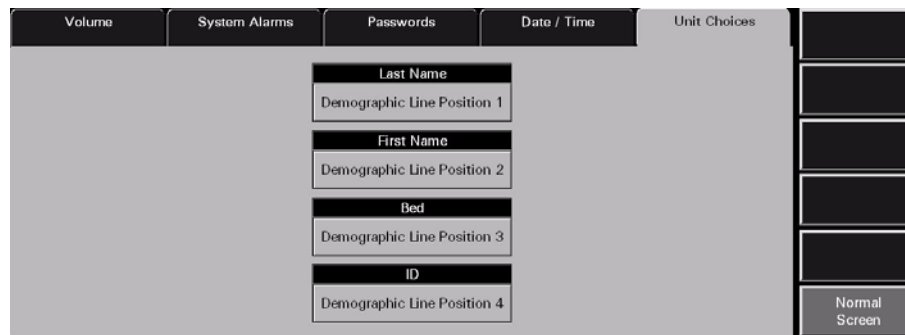 Volume System Alarms Passwords Date / Time Unit Choices
Last Name
Demographic Line Position 1
First Name
Demographic Line Position 2
Bed
Demographic Line Position 3
ID
Demographic Line Position 4
Normal
Screen